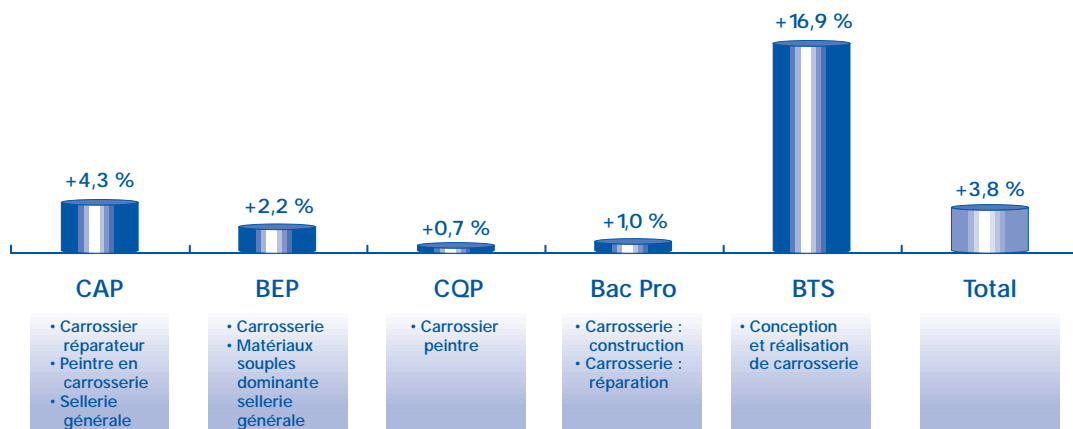 +4,3 %
+2,2 %
+0,7 %
+1,0 %
+16,9 %
+3,8 %
CAP
BEP
CQP
Bac Pro
BTS
Total
• Carrossier
réparateur
• Peintre en
carrosserie
• Sellerie
générale
• Carrosserie
• Matériaux
souples
dominante
sellerie
générale
• Carrossier
peintre
• Carrosserie :
construction
• Carrosserie :
réparation
• Conception
et réalisation
de carrosserie